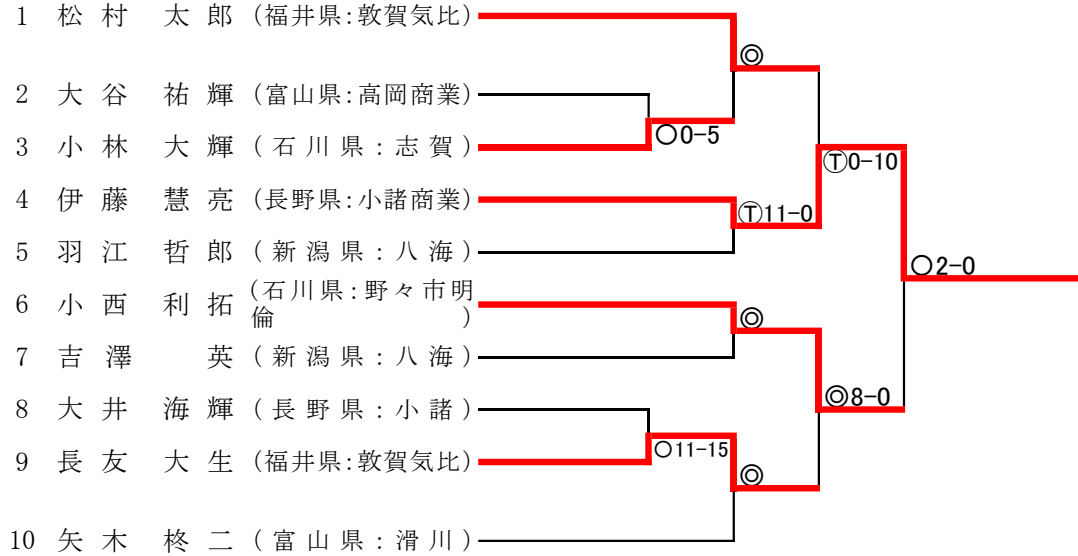 1 松村 太郎 (福井県:敦賀気比)
◎
2 大谷 祐輝 (富山県:高岡商業)
○0-5
3 小林 大輝 (石川県:志賀)
Ⓣ0-10
4 伊藤 慧亮 (長野県:小諸商業)
Ⓣ11-0
5 羽江 哲郎 (新潟県:八海)
○2-0
6 小西 利拓 (石川県:野々市明
倫)
◎
7 吉澤 英 (新潟県:八海)
◎8-0
8 大井 海輝 (長野県:小諸)
○11-15
9 長友 大生 (福井県:敦賀気比)
◎
10 矢木 柊二 (富山県:滑川)